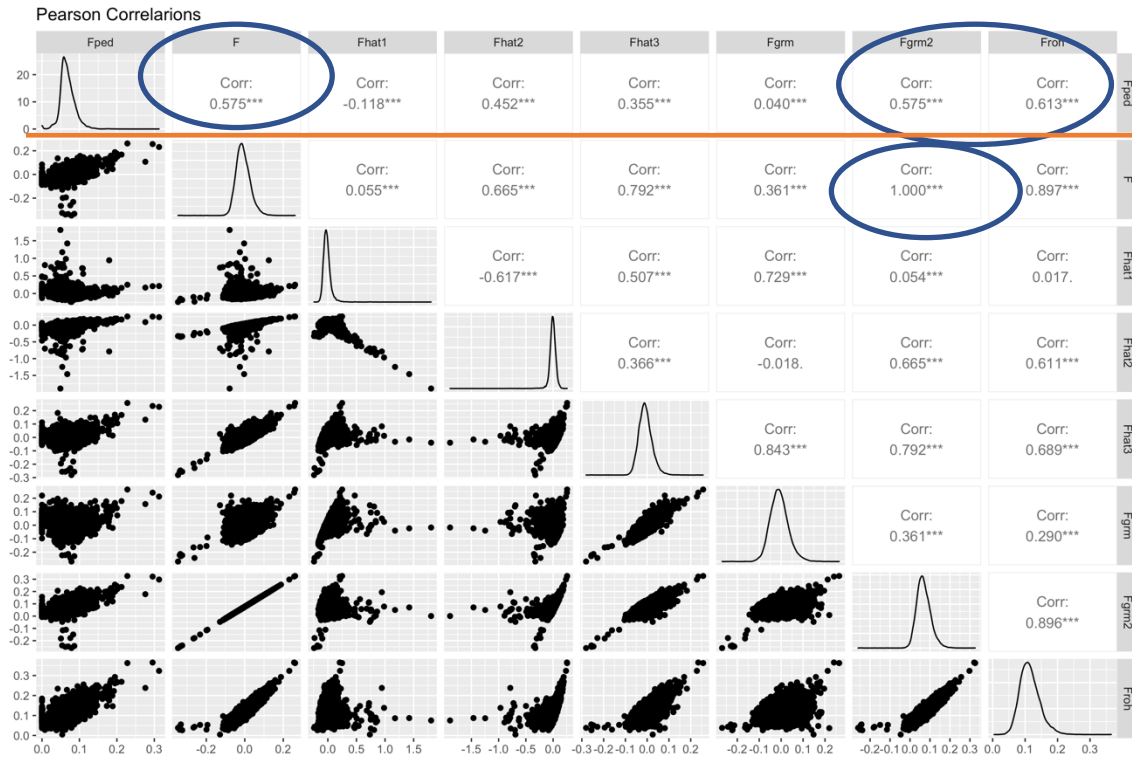 Pearson Correlarions
Fped F Fhat1 Fhat2 Fhat3 Fgrm Fgrm2 Froh
20
10
0
Corr: Corr: Corr: Corr: Corr: Corr: Corr:
0.575*** -0.118*** 0.452*** 0.355*** 0.040*** 0.575*** 0.613***
Fped
0.2
0.0
-0.2
Corr: Corr: Corr: Corr: Corr: Corr:
0.055*** 0.665*** 0.792*** 0.361*** 1.000*** 0.897***
F
1.5
1.0
0.5
0.0
Corr: Corr: Corr: Corr: Corr:
-0.617*** 0.507*** 0.729*** 0.054*** 0.017.
Fhat1
0.0
-0.5
-1.0
-1.5
Corr: Corr: Corr: Corr:
0.366*** -0.018. 0.665*** 0.611***
Fhat2
0.2
0.1
0.0
-0.1
-0.2
-0.3
Corr: Corr: Corr:
0.843*** 0.792*** 0.689***
Fhat3
0.2
0.1
0.0
-0.1
-0.2
Corr: Corr:
0.361*** 0.290***
Fgrm
0.3
0.2
0.1
0.0
-0.1
-0.2
Corr:
0.896***
Fgrm2
0.3
0.2
0.1
0.0
Froh
0.0 0.1 0.2 0.3 -0.2 0.0 0.2 0.0 0.5 1.0 1.5 -1.5 -1.0 -0.5 0.0 -0.3 -0.2 -0.1 0.0 0.1 0.2 -0.2 -0.1 0.0 0.1 0.2 -0.2 -0.1 0.0 0.1 0.2 0.3 0.0 0.1 0.2 0.3